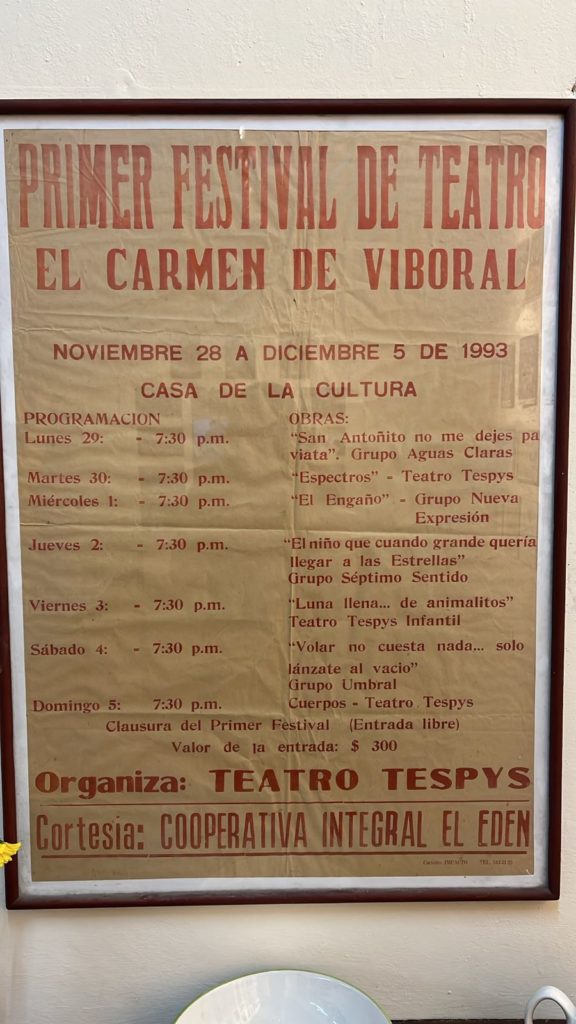 PRIMER FESTIVAL DE TEATRO
EL CARMEN DE VIBORAL
NOVIEMBRE 28 A DICIEMBRE 5 DE 1993
CASA DE LA CULTURA
PROGRAMACION OBRAS:
Lunes 29: - 7:30 p.m. "San Antoñito no me dejes pa
viata". Grupo Aguas Claras
Martes 30: - 7:30 p.m. "Espectros" - Teatro Tespys
Miércoles 1: - 7:30 p.m. "El Engaño" - Grupo Nueva
Expresión
Jueves 2: - 7:30 p.m. "El niño que cuando grande quería
llegar a las Estrellas"
Grupo Séptimo Sentido
Viernes 3: - 7:30 p.m. "Luna llena... de animalitos"
Teatro Tespys Infantil
Sábado 4: - 7:30 p.m. "Volar no cuesta nada... solo
lánzate al vacio"
Grupo Umbral
Domingo 5: 7:30 p.m. Cuerpos - Teatro Tespys
Clausura del Primer Festival (Entrada libre)
Valor de la entrada: $ 300
Organiza: TEATRO TESPYS
Cortesia: COOPERATIVA INTEGRAL EL EDEN
IMPACTO TEL.